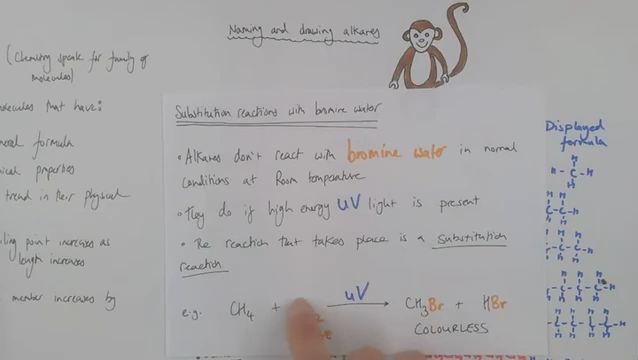 Naming and drawing alkanes
(Chemistry speak for family of
molecules)
molecules that have:
formula
properties
trend in their physical
point increases as
length increases
member increases by
Substitution reactions with bromine water
• Alkanes don't react with bromine water in normal
conditions at Room temperature
• They do if high energy UV light is present
• The reaction that takes place is a substitution
reaction
e.g. CH4 + UV CH3Br + HBr
COLOURLESS
Displayed
formula